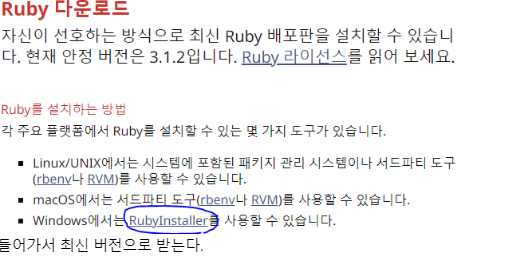 Ruby 다운로드
자신이 선호하는 방식으로 최신 Ruby 배포판을 설치할 수 있습니
다. 현재 안정 버전은 3.1.2입니다. Ruby 라이선스를 읽어 보세요.
Ruby를 설치하는 방법
각 주요 플랫폼에서 Ruby를 설치할 수 있는 몇 가지 도구가 있습니다.
Linux/UNIX에서는 시스템에 포함된 패키지 관리 시스템이나 서드파티 도구
(rbenv나 RVM)를 사용할 수 있습니다.
macOS에서는 서드파티 도구(rbenv나 RVM)를 사용할 수 있습니다.
Windows에서는 RubyInstaller를 사용할 수 있습니다.
들어가서 최신 버전으로 받는다.